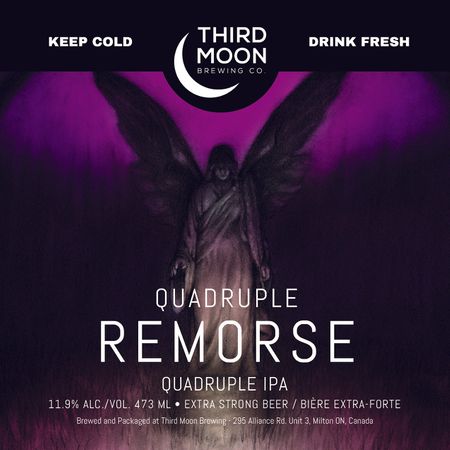 KEEP COLD
THIRD
MOON
BREWING CO.
DRINK FRESH
QUADRUPLE
REMORSE
QUADRUPLE IPA
11.9% ALC./VOL. 473 ML • EXTRA STRONG BEER / BIÈRE EXTRA-FORTE
Brewed and Packaged at Third Moon Brewing - 295 Alliance Rd. Unit 3, Milton ON, Canada